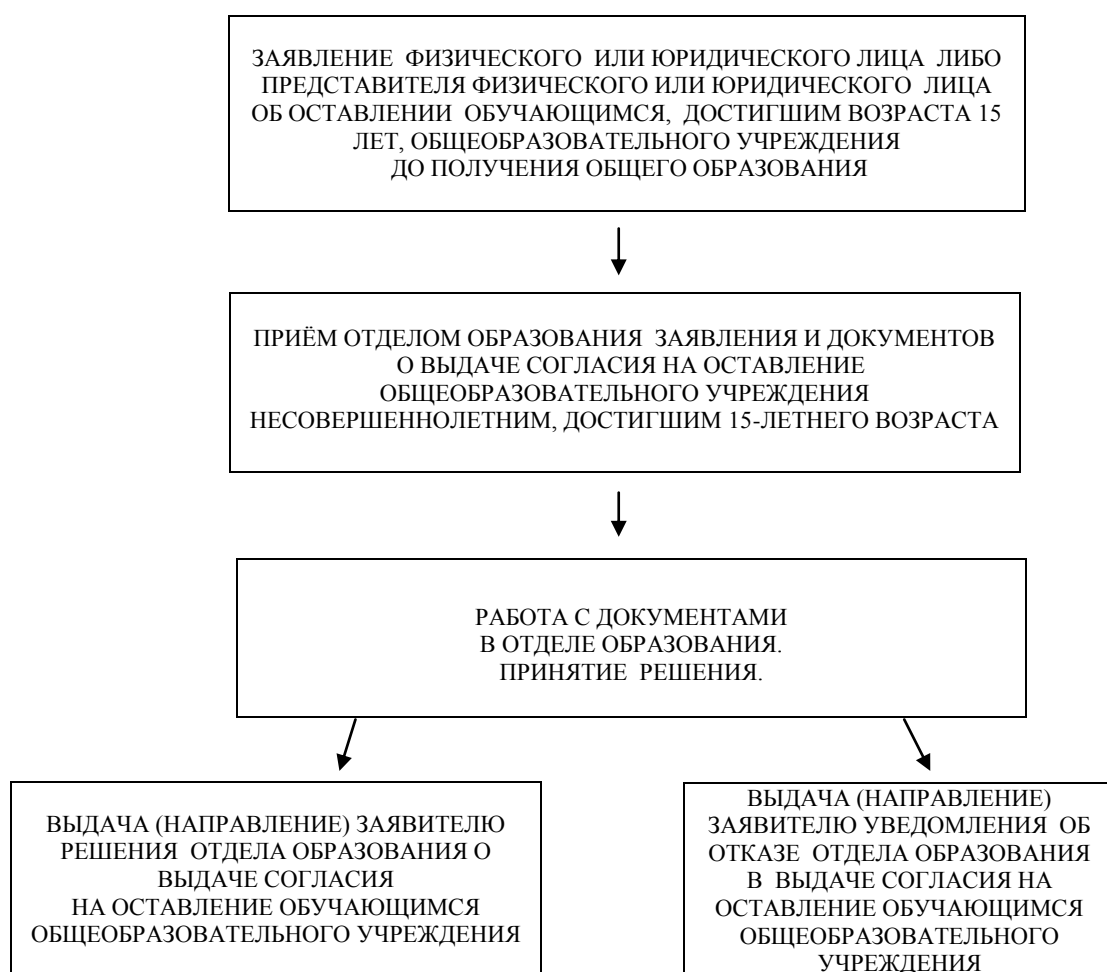 ЗАЯВЛЕНИЕ ФИЗИЧЕСКОГО ИЛИ ЮРИДИЧЕСКОГО ЛИЦА ЛИБО
ПРЕДСТАВИТЕЛЯ ФИЗИЧЕСКОГО ИЛИ ЮРИДИЧЕСКОГО ЛИЦА
ОБ ОСТАВЛЕНИИ ОБУЧАЮЩИМСЯ, ДОСТИГШИМ ВОЗРАСТА 15
ЛЕТ, ОБЩЕОБРАЗОВАТЕЛЬНОГО УЧРЕЖДЕНИЯ
ДО ПОЛУЧЕНИЯ ОБЩЕГО ОБРАЗОВАНИЯ
ПРИЁМ ОТДЕЛОМ ОБРАЗОВАНИЯ ЗАЯВЛЕНИЯ И ДОКУМЕНТОВ
О ВЫДАЧЕ СОГЛАСИЯ НА ОСТАВЛЕНИЕ
ОБЩЕОБРАЗОВАТЕЛЬНОГО УЧРЕЖДЕНИЯ
НЕСОВЕРШЕННОЛЕТНИМ, ДОСТИГШИМ 15-ЛЕТНЕГО ВОЗРАСТА
РАБОТА С ДОКУМЕНТАМИ
В ОТДЕЛЕ ОБРАЗОВАНИЯ.
ПРИНЯТИЕ РЕШЕНИЯ.
ВЫДАЧА (НАПРАВЛЕНИЕ) ЗАЯВИТЕЛЮ
РЕШЕНИЯ ОТДЕЛА ОБРАЗОВАНИЯ О
ВЫДАЧЕ СОГЛАСИЯ
НА ОСТАВЛЕНИЕ ОБУЧАЮЩИМСЯ
ОБЩЕОБРАЗОВАТЕЛЬНОГО УЧРЕЖДЕНИЯ
ВЫДАЧА (НАПРАВЛЕНИЕ)
ЗАЯВИТЕЛЮ УВЕДОМЛЕНИЯ ОБ
ОТКАЗЕ ОТДЕЛА ОБРАЗОВАНИЯ
В ВЫДАЧЕ СОГЛАСИЯ НА
ОСТАВЛЕНИЕ ОБУЧАЮЩИМСЯ
ОБЩЕОБРАЗОВАТЕЛЬНОГО
УЧРЕЖДЕНИЯ